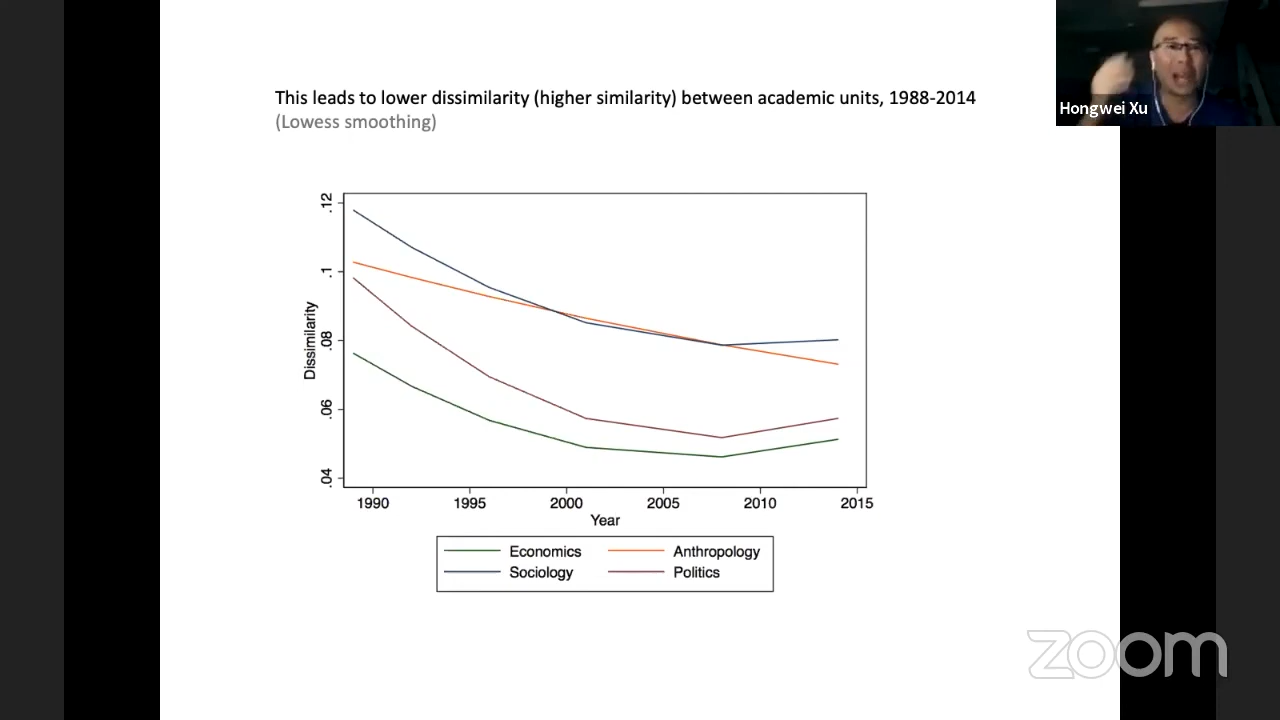 This leads to lower dissimilarity (higher similarity) between academic units, 1988-2014
(Lowess smoothing)
Hongwei Xu
.12
.1
.08
.06
.04
Dissimilarity
1990 1995 2000 2005 2010 2015
Year
Economics Anthropology
Sociology Politics
zoom